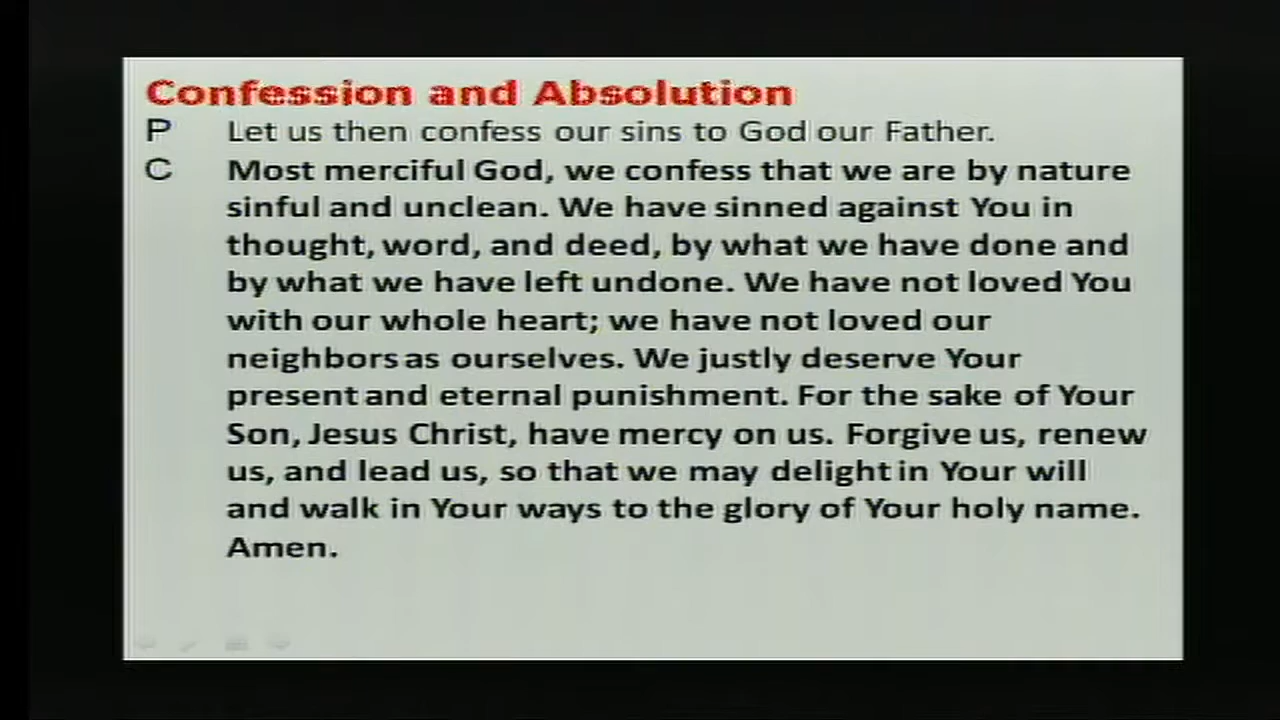 Confession and Absolution
P Let us then confess our sins to God our Father.
C Most merciful God, we confess that we are by nature
sinful and unclean. We have sinned against You in
thought, word, and deed, by what we have done and
by what we have left undone. We have not loved You
with our whole heart; we have not loved our
neighbors as ourselves. We justly deserve Your
present and eternal punishment. For the sake of Your
Son, Jesus Christ, have mercy on us. Forgive us, renew
us, and lead us, so that we may delight in Your will
and walk in Your ways to the glory of Your holy name.
Amen.